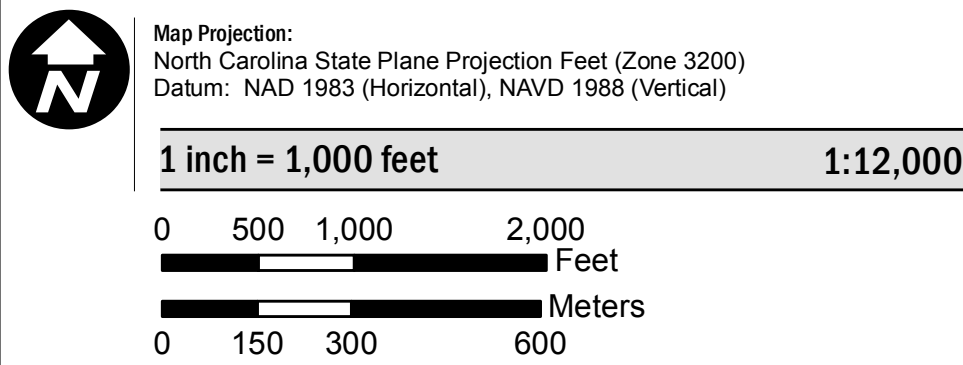 N
Map Projection:
North Carolina State Plane Projection Feet (Zone 3200)
Datum: NAD 1983 (Horizontal), NAVD 1988 (Vertical)
1 inch = 1,000 feet 1:12,000
0 500 1,000 2,000
Feet
Meters
0 150 300 600